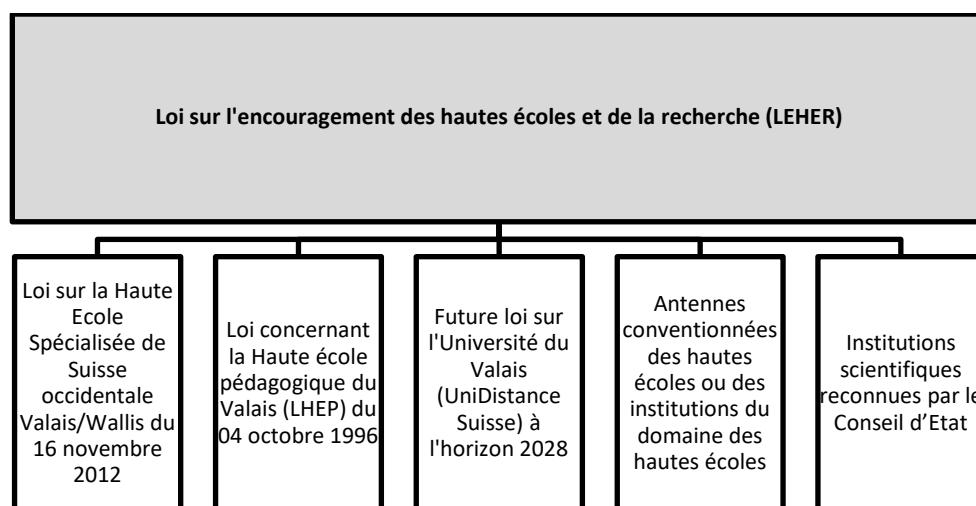 Loi sur l'encouragement des hautes écoles et de la recherche (LEHER)
Loi sur la Haute
Ecole
Spécialisée de
Suisse
occidentale
Valais/Wallis du
16 novembre
2012
Loi concernant
la Haute école
pédagogique du
Valais (LHEP) du
04 octobre 1996
Future loi sur
l'Université du
Valais
(UniDistance
Suisse) à
l'horizon 2028
Antennes
conventionnées
des hautes
écoles ou des
institutions du
domaine des
hautes écoles
Institutions
scientifiques
reconnues par le
Conseil d’Etat